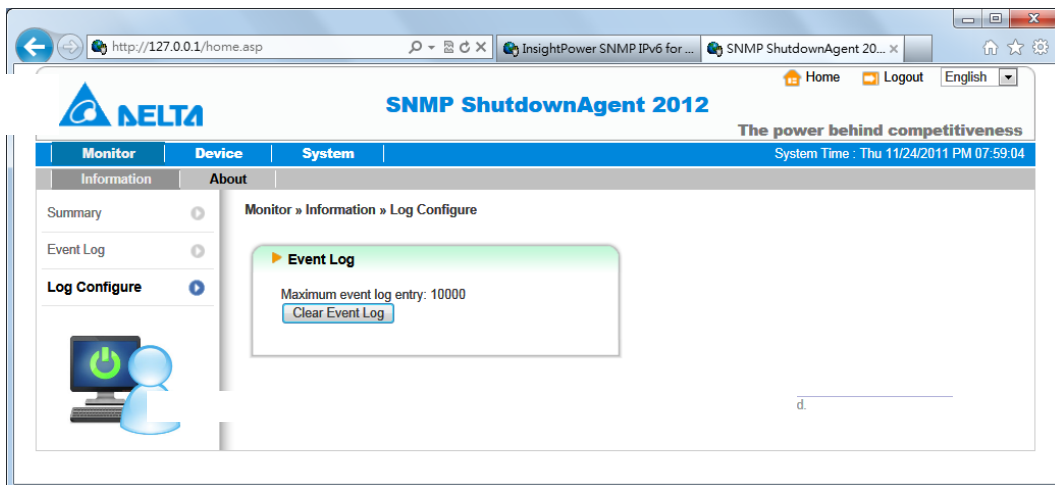 http://127.0.0.1/home.asp
InsightPower SNMP IPv6 for ...
SNMP ShutdownAgent 20...
Home
Logout
English
DELTA
SNMP ShutdownAgent 2012
The power behind competitiveness
Monitor
Device
System
System Time : Thu 11/24/2011 PM 07:59:04
Information
About
Summary
Monitor » Information » Log Configure
Event Log
Log Configure
Event Log
Maximum event log entry: 10000
Clear Event Log
d.